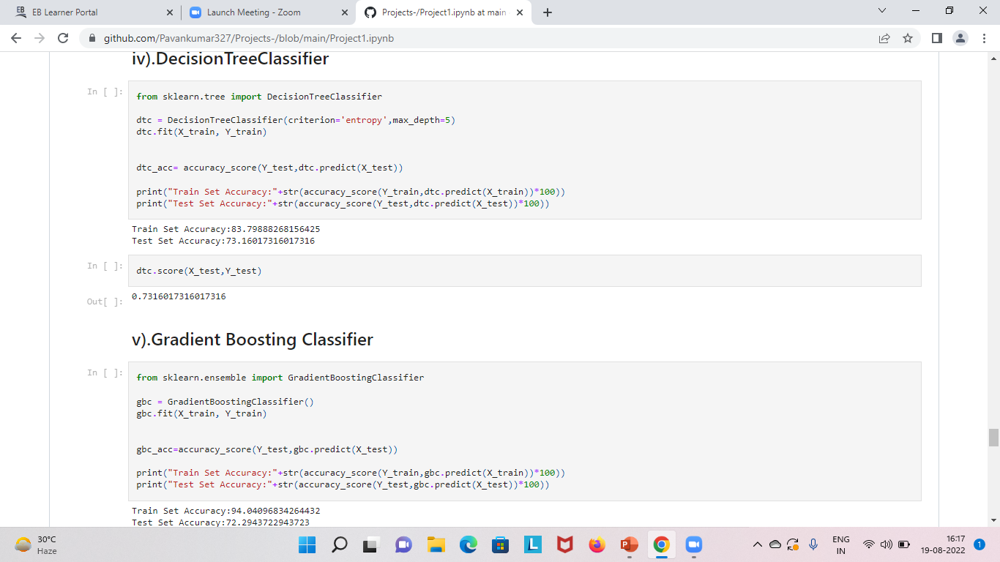 EB Learner Portal
Launch Meeting - Zoom
Projects-/Project1.ipynb at main
github.com/Pavankumar327/Projects-/blob/main/Project1.ipynb
iv).DecisionTreeClassifier
In [ ]:
from sklearn.tree import DecisionTreeClassifier
dtc = DecisionTreeClassifier(criterion='entropy',max_depth=5)
dtc.fit(X_train, Y_train)
dtc_acc= accuracy_score(Y_test,dtc.predict(X_test))
print("Train Set Accuracy:"+str(accuracy_score(Y_train,dtc.predict(X_train))*100))
print("Test Set Accuracy:"+str(accuracy_score(Y_test,dtc.predict(X_test))*100))
Train Set Accuracy:83.79888268156425
Test Set Accuracy:73.16017316017316
In [ ]:
dtc.score(X_test,Y_test)
Out[ ]:
0.7316017316017316
v).Gradient Boosting Classifier
In [ ]:
from sklearn.ensemble import GradientBoostingClassifier
gbc = GradientBoostingClassifier()
gbc.fit(X_train, Y_train)
gbc_acc=accuracy_score(Y_test,gbc.predict(X_test))
print("Train Set Accuracy:"+str(accuracy_score(Y_train,gbc.predict(X_train))*100))
print("Test Set Accuracy:"+str(accuracy_score(Y_test,gbc.predict(X_test))*100))
Train Set Accuracy:94.04096834264432
Test Set Accuracy:72.2943722943723
30°C
Haze
ENG
IN
16:17
19-08-2022
1